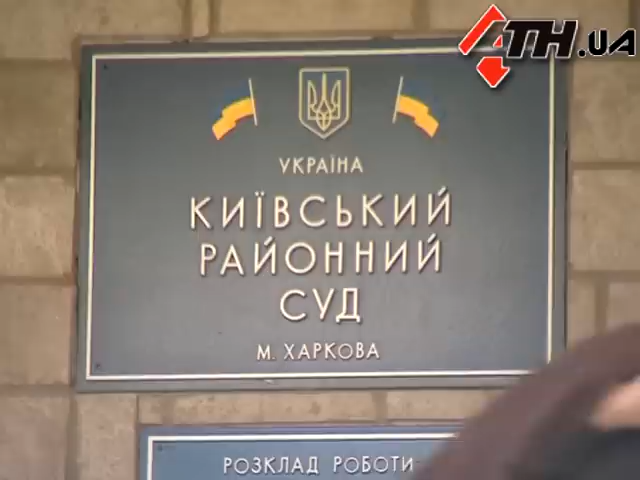 ATH.UA
УКРАЇНА
КИЇВСЬКИЙ
РАЙОННИЙ
СУД
М. ХАРКОВА
РОЗКЛАД РОБОТИ